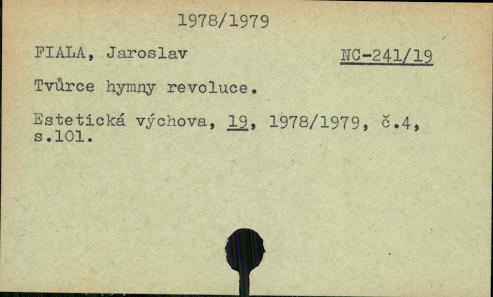 1978/1979
FIALA, Jaroslav NC-241/19
Tvůrce hymny revoluce.
Estetická výchova, 19, 1978/1979, č.4,
s.101.